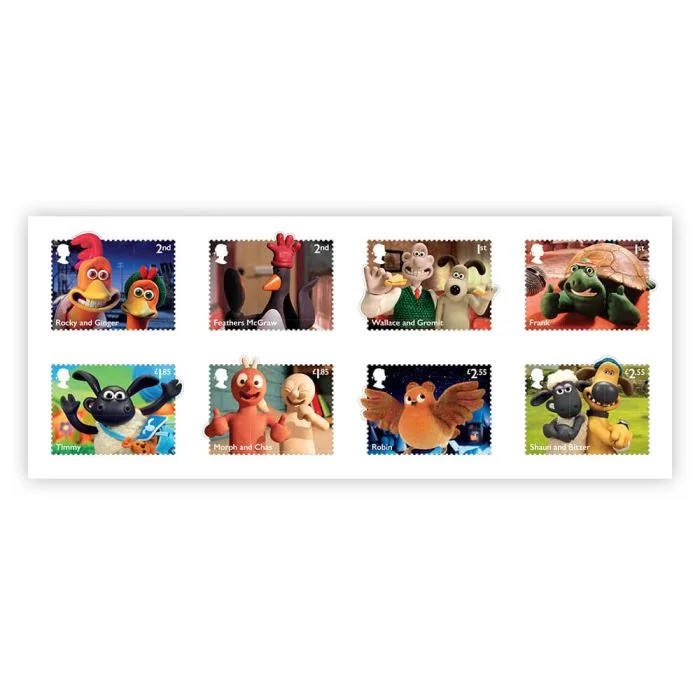 2nd
Rocky and Ginger
2nd
Feathers McGraw
1st
Wallace and Gromit
1st
Frank
£1.85
Timmy
£1.85
Morph and Chas
£2.55
Robin
£2.55
Shaun and Bitzer